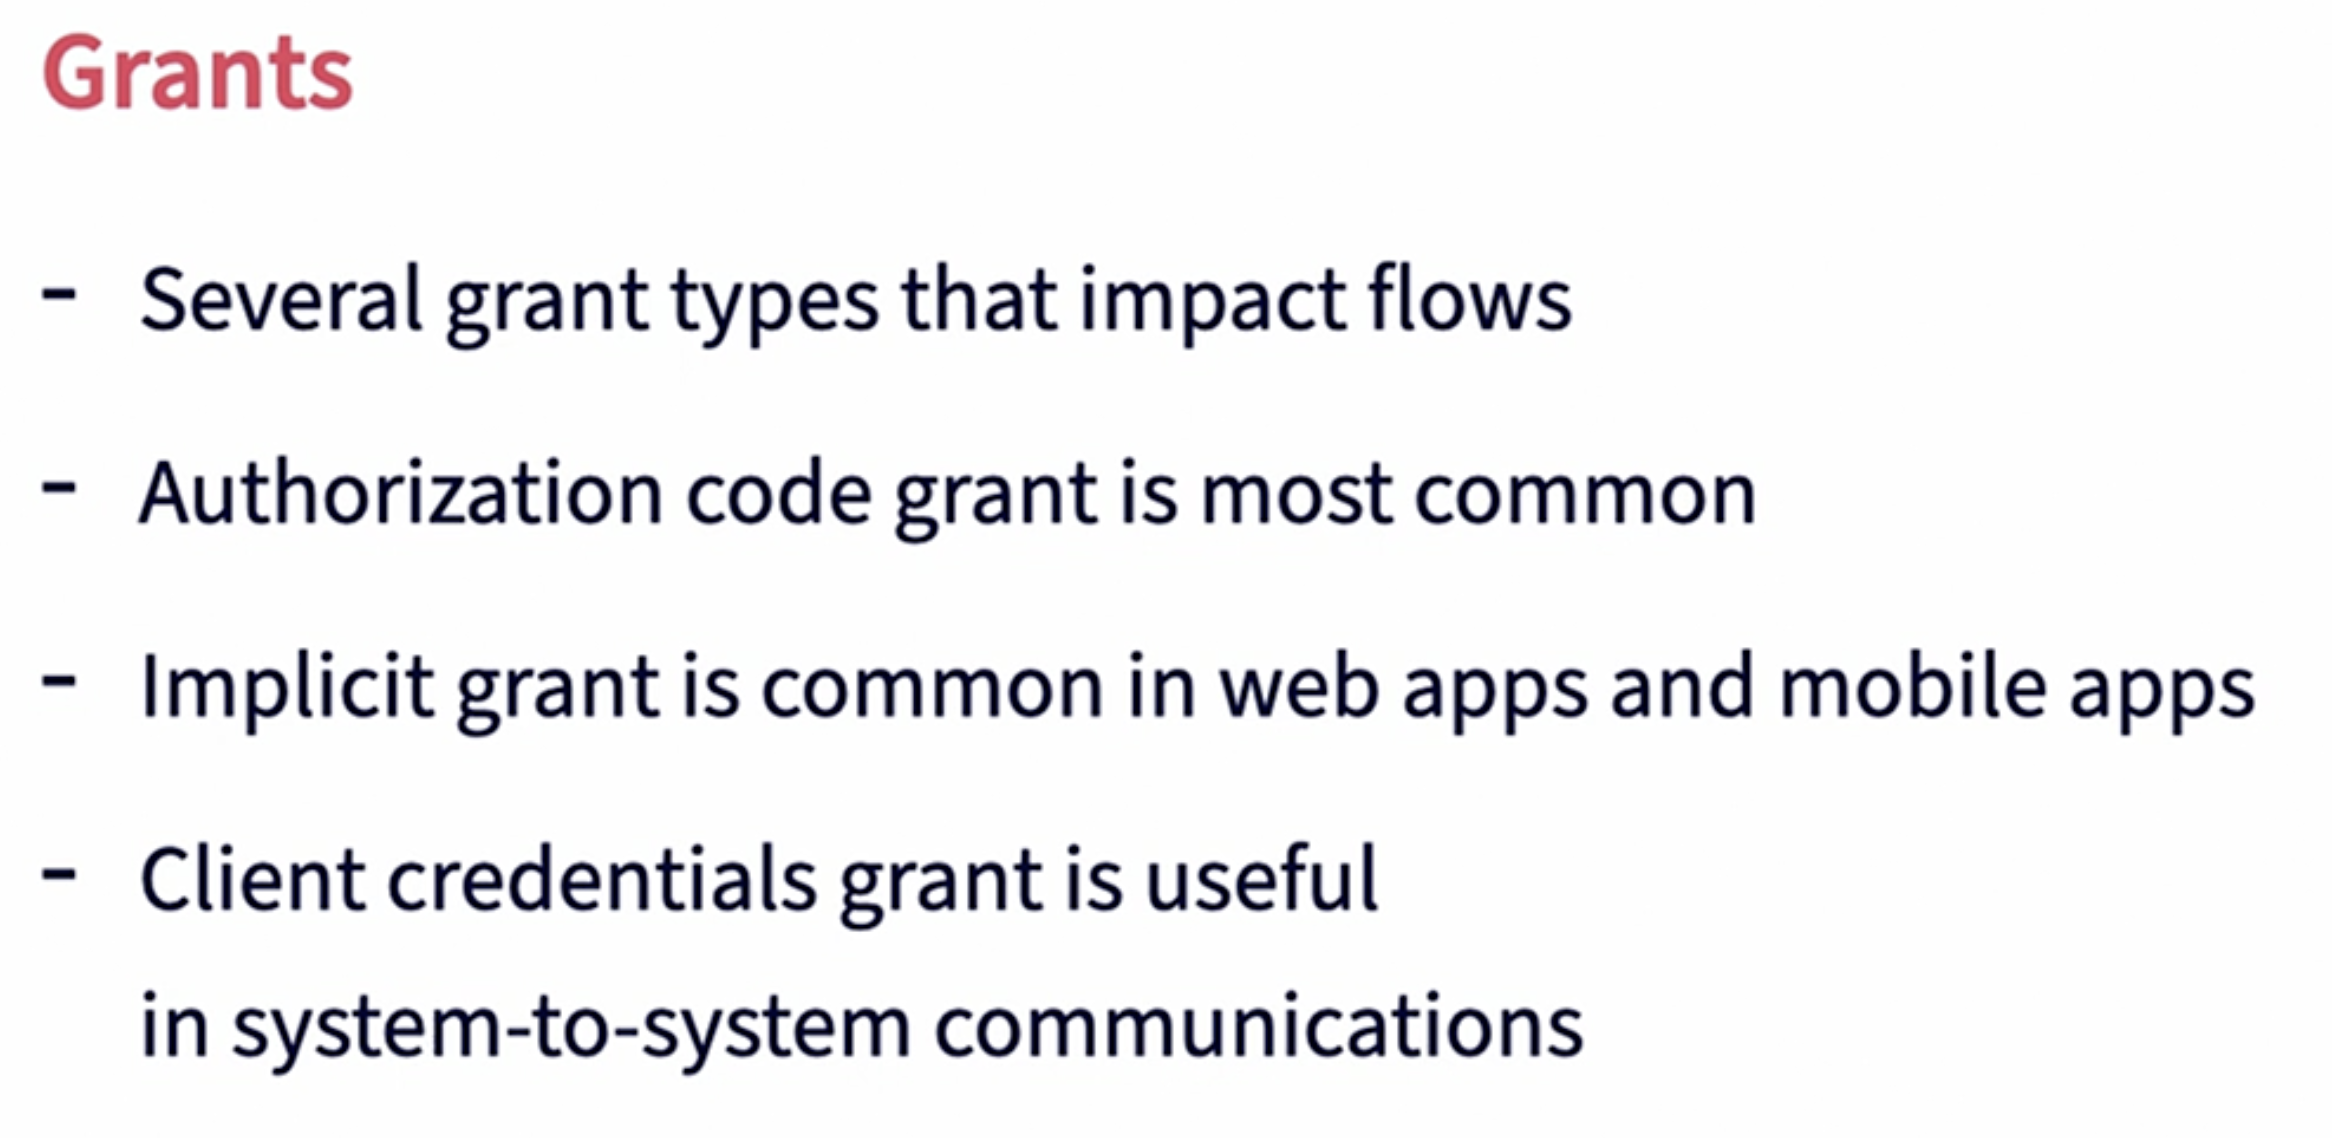 Grants
- Several grant types that impact flows
- Authorization code grant is most common
- Implicit grant is common in web apps and mobile apps
- Client credentials grant is useful
in system-to-system communications